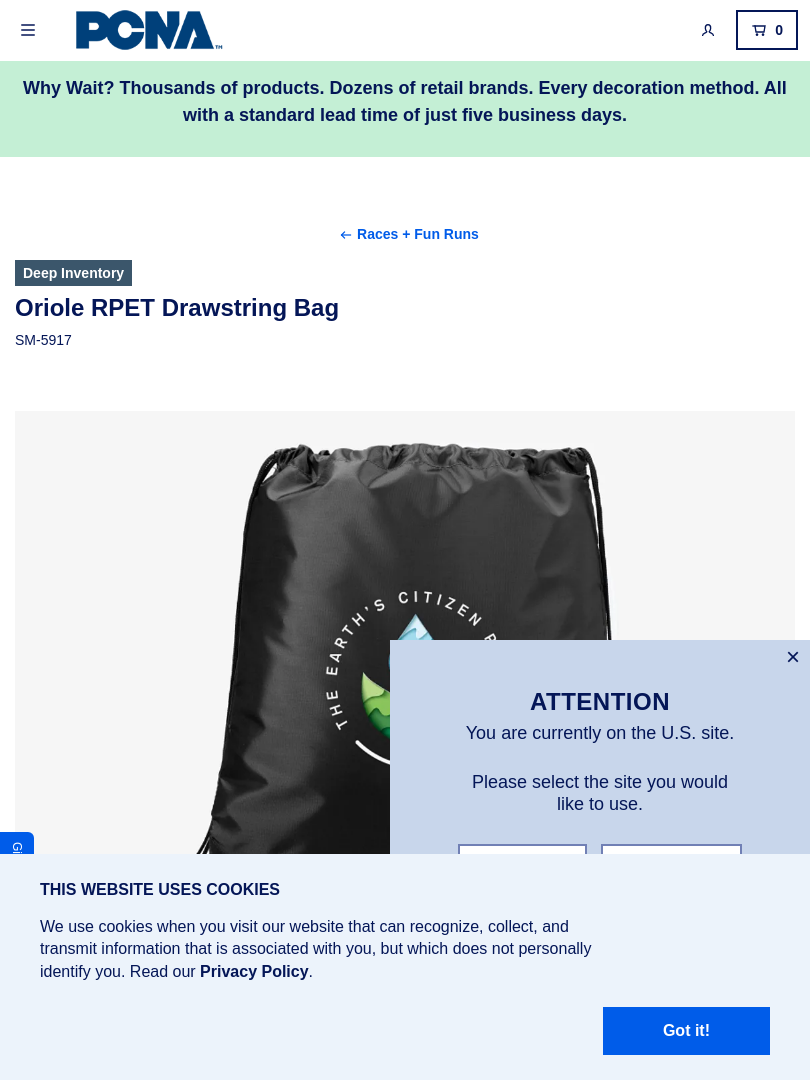 PCNA™
0
Why Wait? Thousands of products. Dozens of retail brands. Every decoration method. All
with a standard lead time of just five business days.
← Races + Fun Runs
Deep Inventory
Oriole RPET Drawstring Bag
SM-5917
THE EARTH'S CITIZEN
×
ATTENTION
You are currently on the U.S. site.
Please select the site you would
like to use.
THIS WEBSITE USES COOKIES
We use cookies when you visit our website that can recognize, collect, and
transmit information that is associated with you, but which does not personally
identify you. Read our Privacy Policy.
Got it!